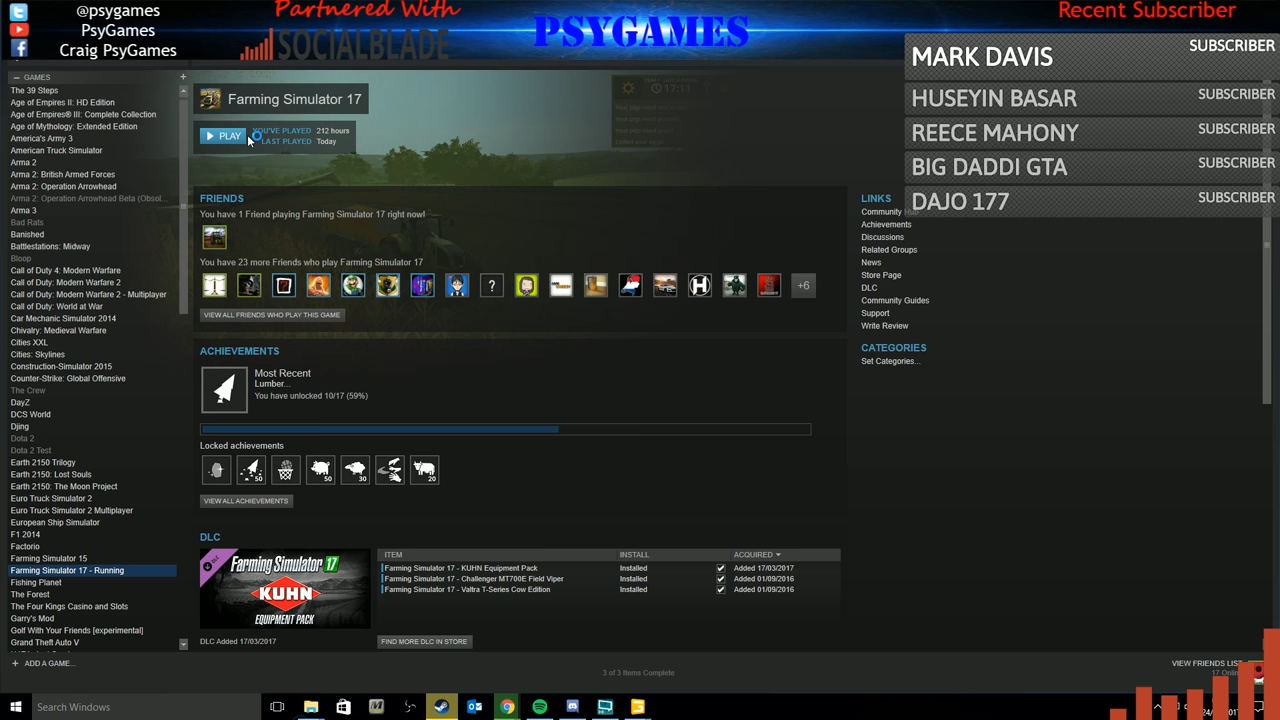 @psygames
PsyGames
Craig PsyGames
Partnered With
SOCIALBLADE
PSYGAMES
Recent Subscriber
MARK DAVIS SUBSCRIBER
HUSEYIN BASAR SUBSCRIBER
REECE MAHONY SUBSCRIBER
BIG DADDI GTA SUBSCRIBER
DAJO 177 SUBSCRIBER
— GAMES +
The 39 Steps
Age of Empires II: HD Edition
Age of Empires® III: Complete Collection
Age of Mythology: Extended Edition
America's Army 3
American Truck Simulator
Arma 2
Arma 2: British Armed Forces
Arma 2: Operation Arrowhead
Arma 2: Operation Arrowhead Beta (Obsol...
Arma 3
Bad Rats
Banished
Battlestations: Midway
Bloop
Call of Duty 4: Modern Warfare
Call of Duty: Modern Warfare 2
Call of Duty: Modern Warfare 2 - Multiplayer
Call of Duty: World at War
Car Mechanic Simulator 2014
Chivalry: Medieval Warfare
Cities XXL
Cities: Skylines
Construction-Simulator 2015
Counter-Strike: Global Offensive
The Crew
DayZ
DCS World
Djing
Dota 2
Dota 2 Test
Earth 2150 Trilogy
Earth 2150: Lost Souls
Earth 2150: The Moon Project
Euro Truck Simulator 2
Euro Truck Simulator 2 Multiplayer
European Ship Simulator
F1 2014
Factorio
Farming Simulator 15
Farming Simulator 17 - Running
Fishing Planet
The Forest
The Four Kings Casino and Slots
Garry's Mod
Golf With Your Friends [experimental]
Grand Theft Auto V
+ ADD A GAME...
Farming Simulator 17
PLAY
YOU'VE PLAYED 212 hours
LAST PLAYED Today
17:11
FRIENDS
You have 1 Friend playing Farming Simulator 17 right now!
You have 23 more Friends who play Farming Simulator 17
?
H
+6
VIEW ALL FRIENDS WHO PLAY THIS GAME
ACHIEVEMENTS
Most Recent
Lumber...
You have unlocked 10/17 (59%)
Locked achievements
50
50
30
20
VIEW ALL ACHIEVEMENTS
DLC
DLC
Farming Simulator 17
KUHN
EQUIPMENT PACK
DLC Added 17/03/2017
ITEM INSTALL ACQUIRED
Farming Simulator 17 - KUHN Equipment Pack Installed Added 17/03/2017
Farming Simulator 17 - Challenger MT700E Field Viper Installed Added 01/09/2016
Farming Simulator 17 - Valtra T-Series Cow Edition Installed Added 01/09/2016
FIND MORE DLC IN STORE
LINKS
Community Hub
Achievements
Discussions
Related Groups
News
Store Page
DLC
Community Guides
Support
Write Review
CATEGORIES
Set Categories...
3 of 3 Items Complete
VIEW FRIENDS LIST
Search Windows